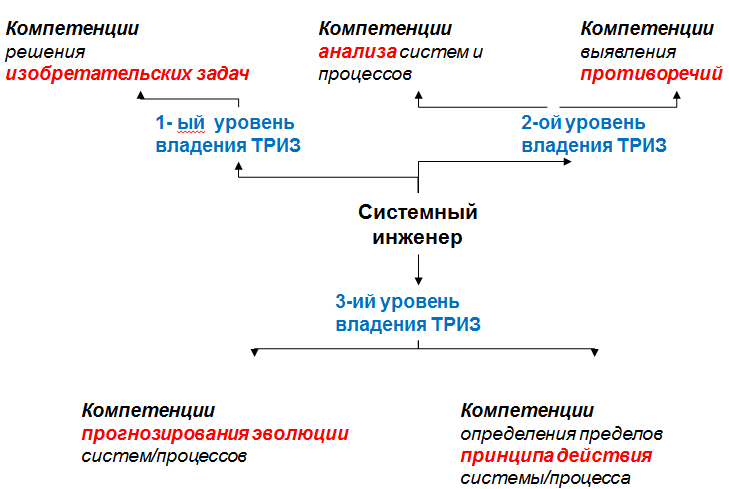 Компетенции
решения
изобретательских задач
Компетенции
анализа систем и
процессов
Компетенции
выявления
противоречий
1- ый уровень
владения ТРИЗ
2-ой уровень
владения ТРИЗ
Системный
инженер
3-ий уровень
владения ТРИЗ
Компетенции
прогнозирования эволюции
систем/процессов
Компетенции
определения пределов
принципа действия
системы/процесса